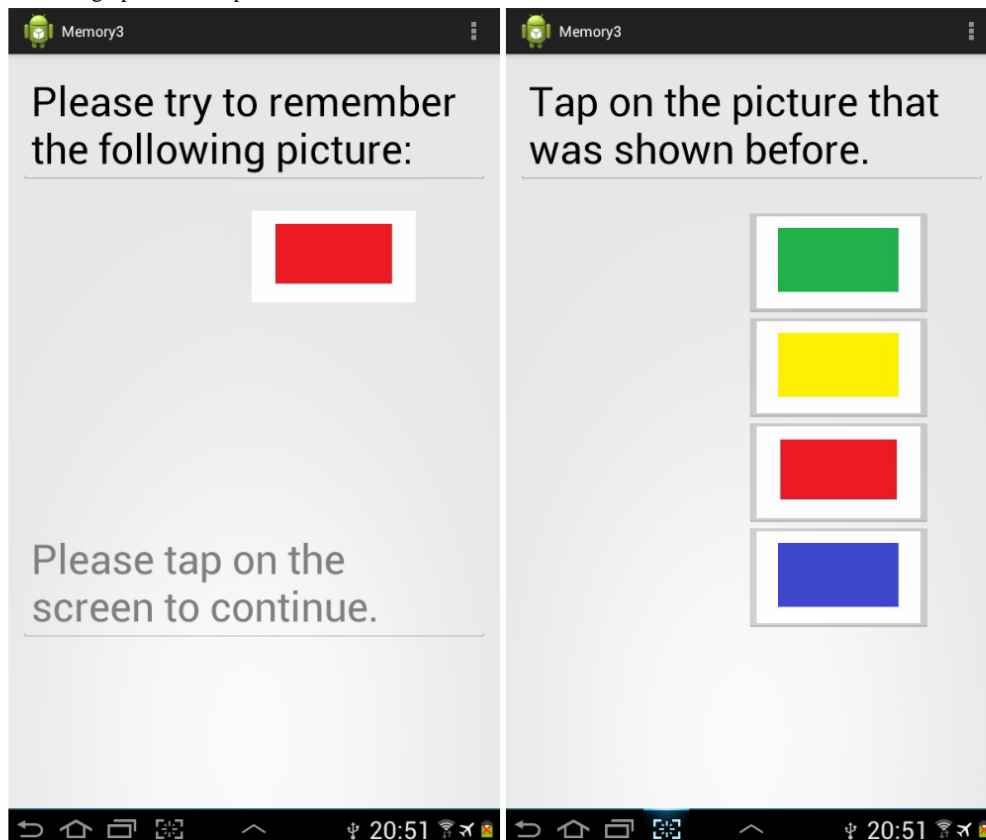 Memory3
Please try to remember
the following picture:
Please tap on the
screen to continue.
20:51
Memory3
Tap on the picture that
was shown before.
20:51